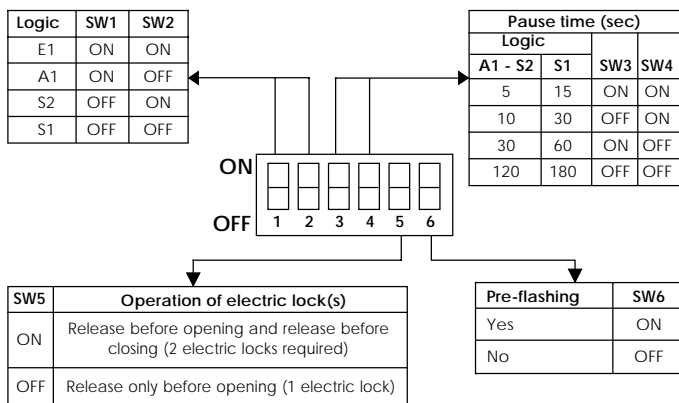 Logic SW1 SW2
E1 ON ON
A1 ON OFF
S2 OFF ON
S1 OFF OFF
Pause time (sec)
Logic
A1 - S2 S1 SW3 SW4
5 15 ON ON
10 30 OFF ON
30 60 ON OFF
120 180 OFF OFF
ON
OFF
1 2 3 4 5 6
SW5 Operation of electric lock(s)
ON Release before opening and release before
closing (2 electric locks required)
OFF Release only before opening (1 electric lock)
Pre-flashing SW6
Yes ON
No OFF